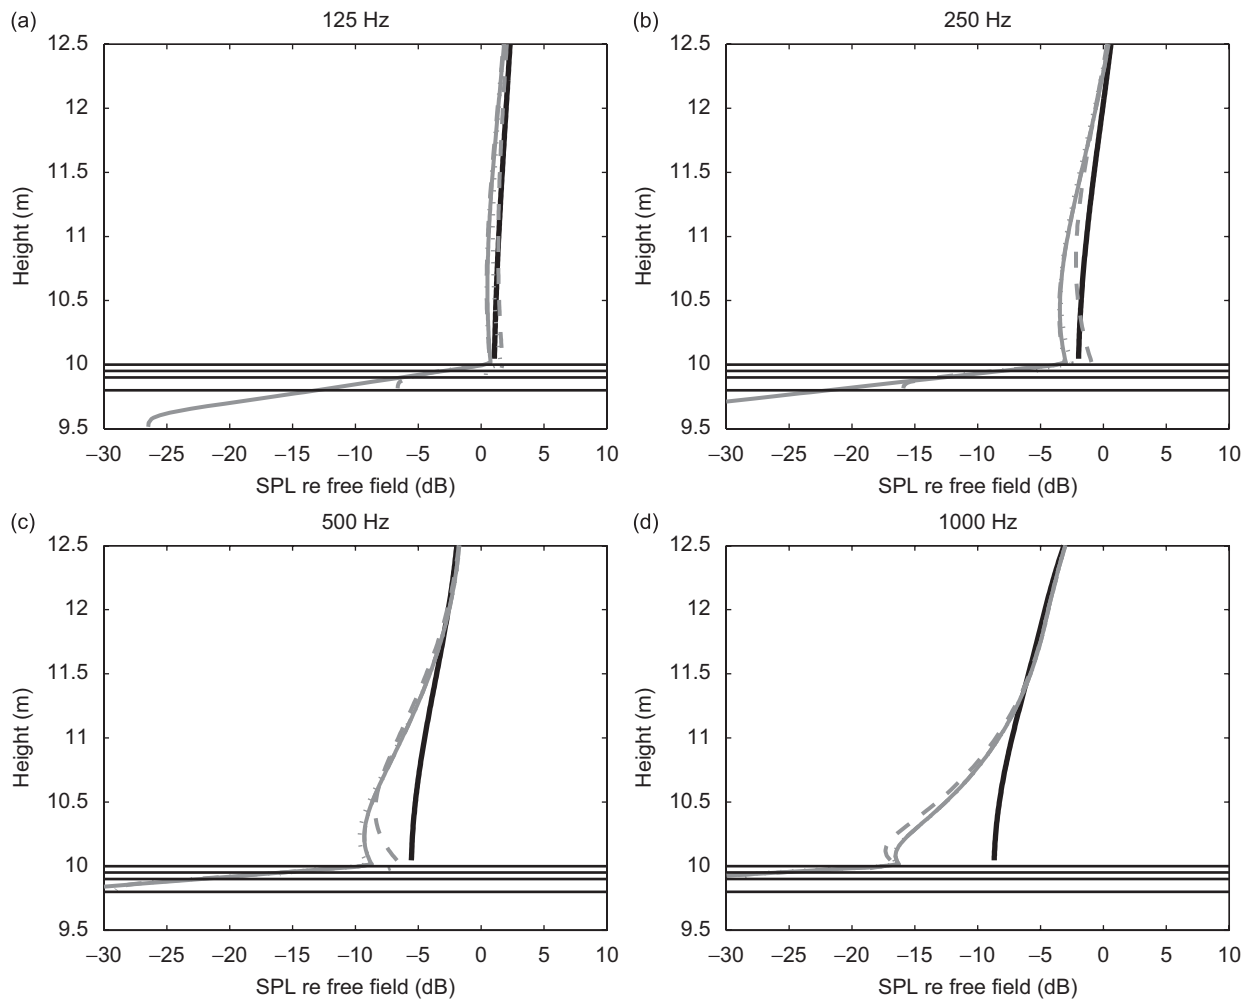 (a)
125 Hz
12.5
12
11.5
11
10.5
10
9.5
Height (m)
–30 –25 –20 –15 –10 –5 0 5 10
SPL re free field (dB)
(b)
250 Hz
12.5
12
11.5
11
10.5
10
9.5
Height (m)
–30 –25 –20 –15 –10 –5 0 5 10
SPL re free field (dB)
(c)
500 Hz
12.5
12
11.5
11
10.5
10
9.5
Height (m)
–30 –25 –20 –15 –10 –5 0 5 10
SPL re free field (dB)
(d)
1000 Hz
12.5
12
11.5
11
10.5
10
9.5
Height (m)
–30 –25 –20 –15 –10 –5 0 5 10
SPL re free field (dB)